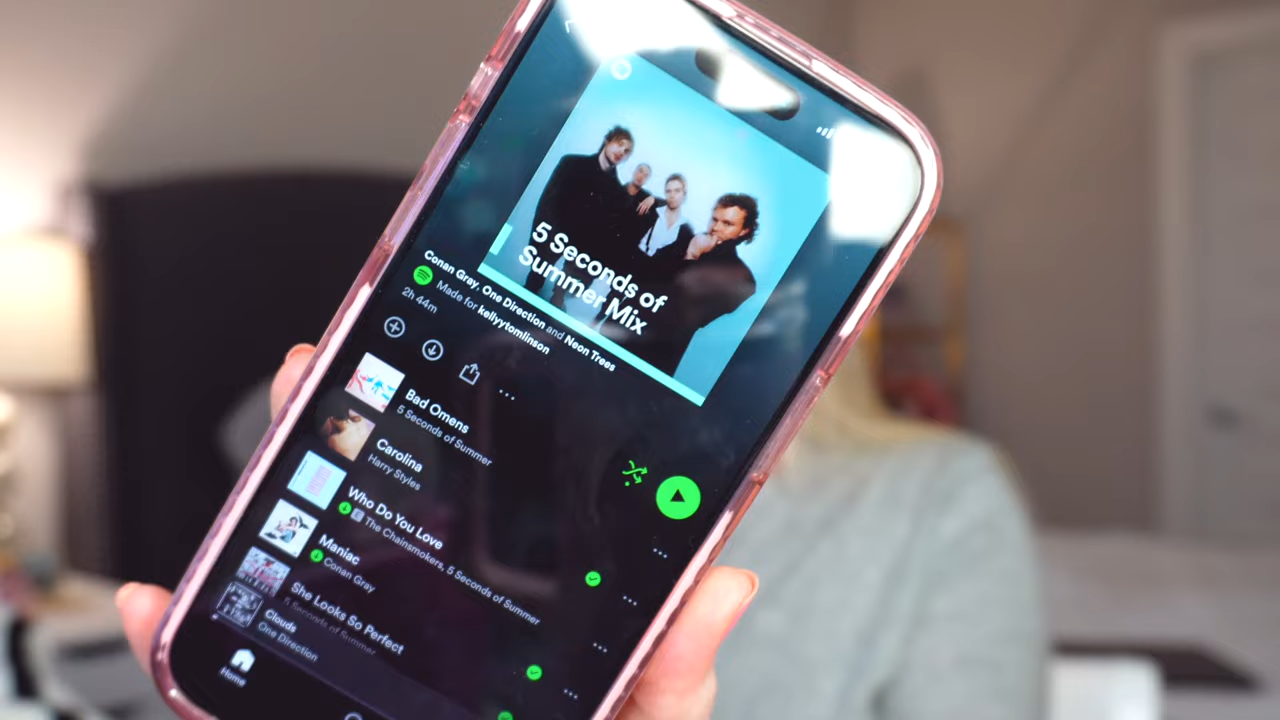 5 Seconds of
Summer Mix
Conan Gray, One Direction and Neon Trees
Made for kellyytomlinson
2h 44m
Bad Omens
5 Seconds of Summer
Carolina
Harry Styles
Who Do You Love
E The Chainsmokers, 5 Seconds of Summer
Maniac
Conan Gray
She Looks So Perfect
5 Seconds of Summer
Clouds
One Direction
Home